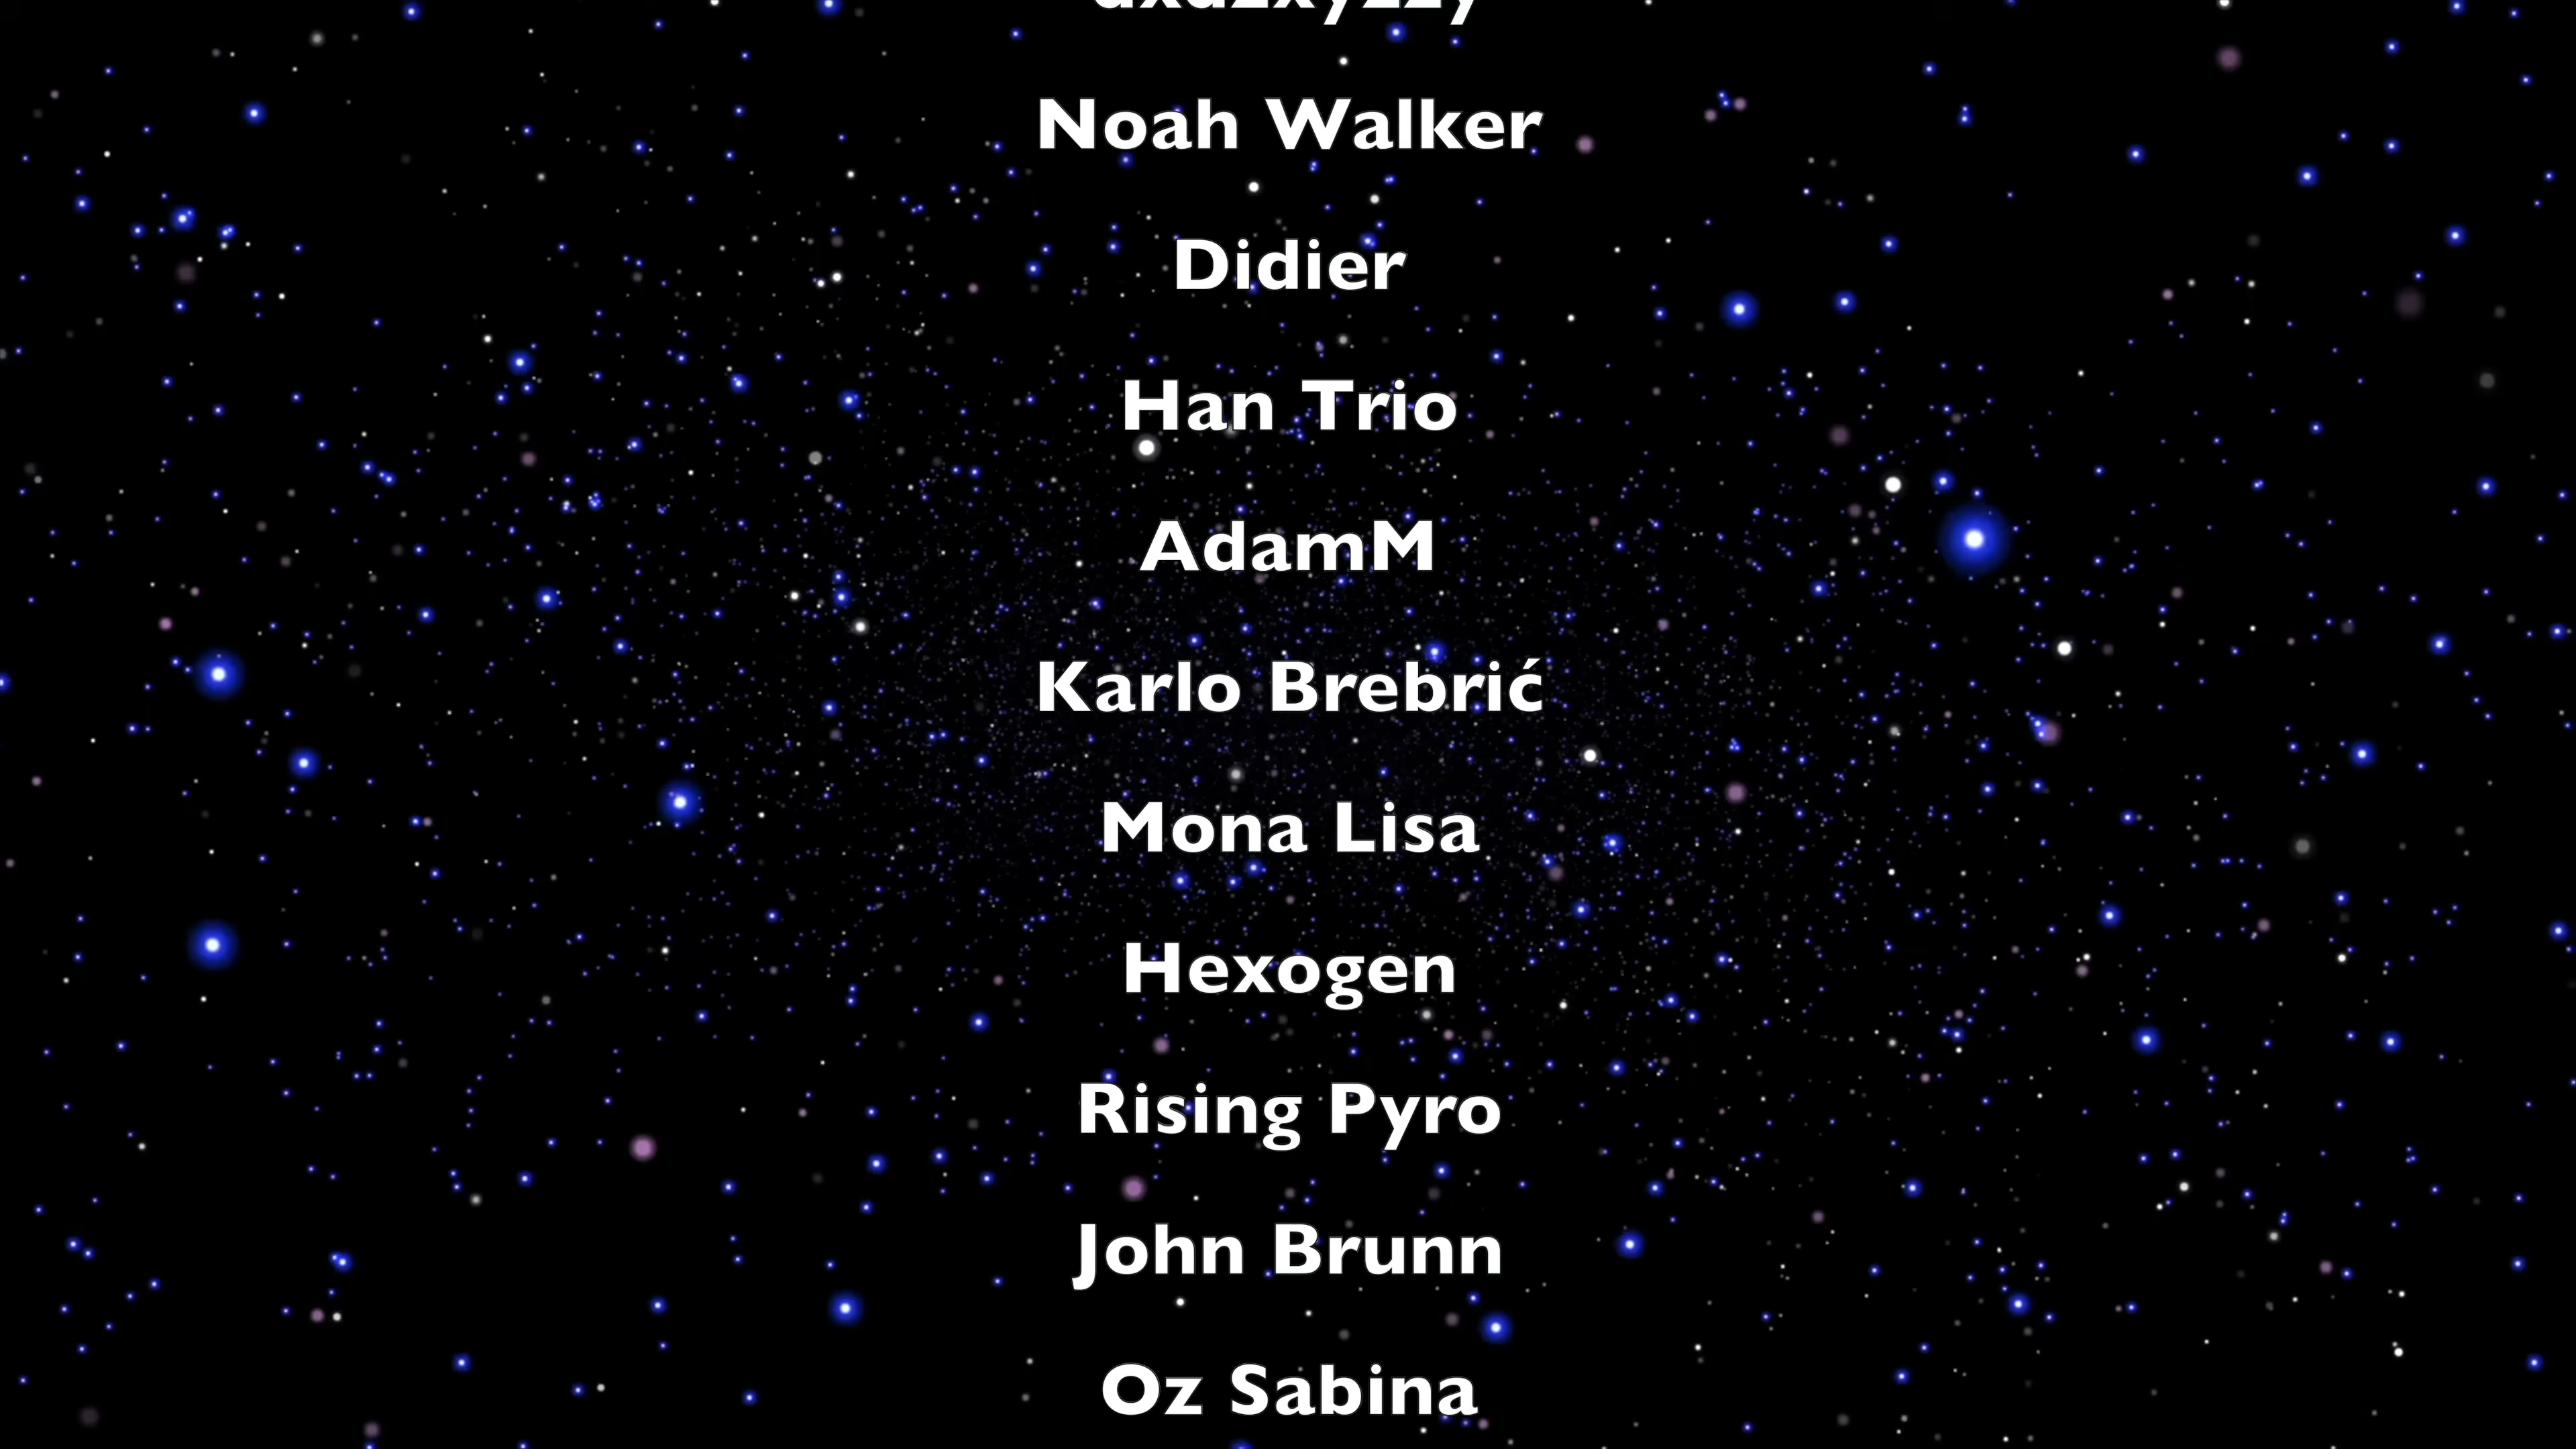 Noah Walker
Didier
Han Trio
AdamM
Karlo Brebrić
Mona Lisa
Hexogen
Rising Pyro
John Brunn
Oz Sabina